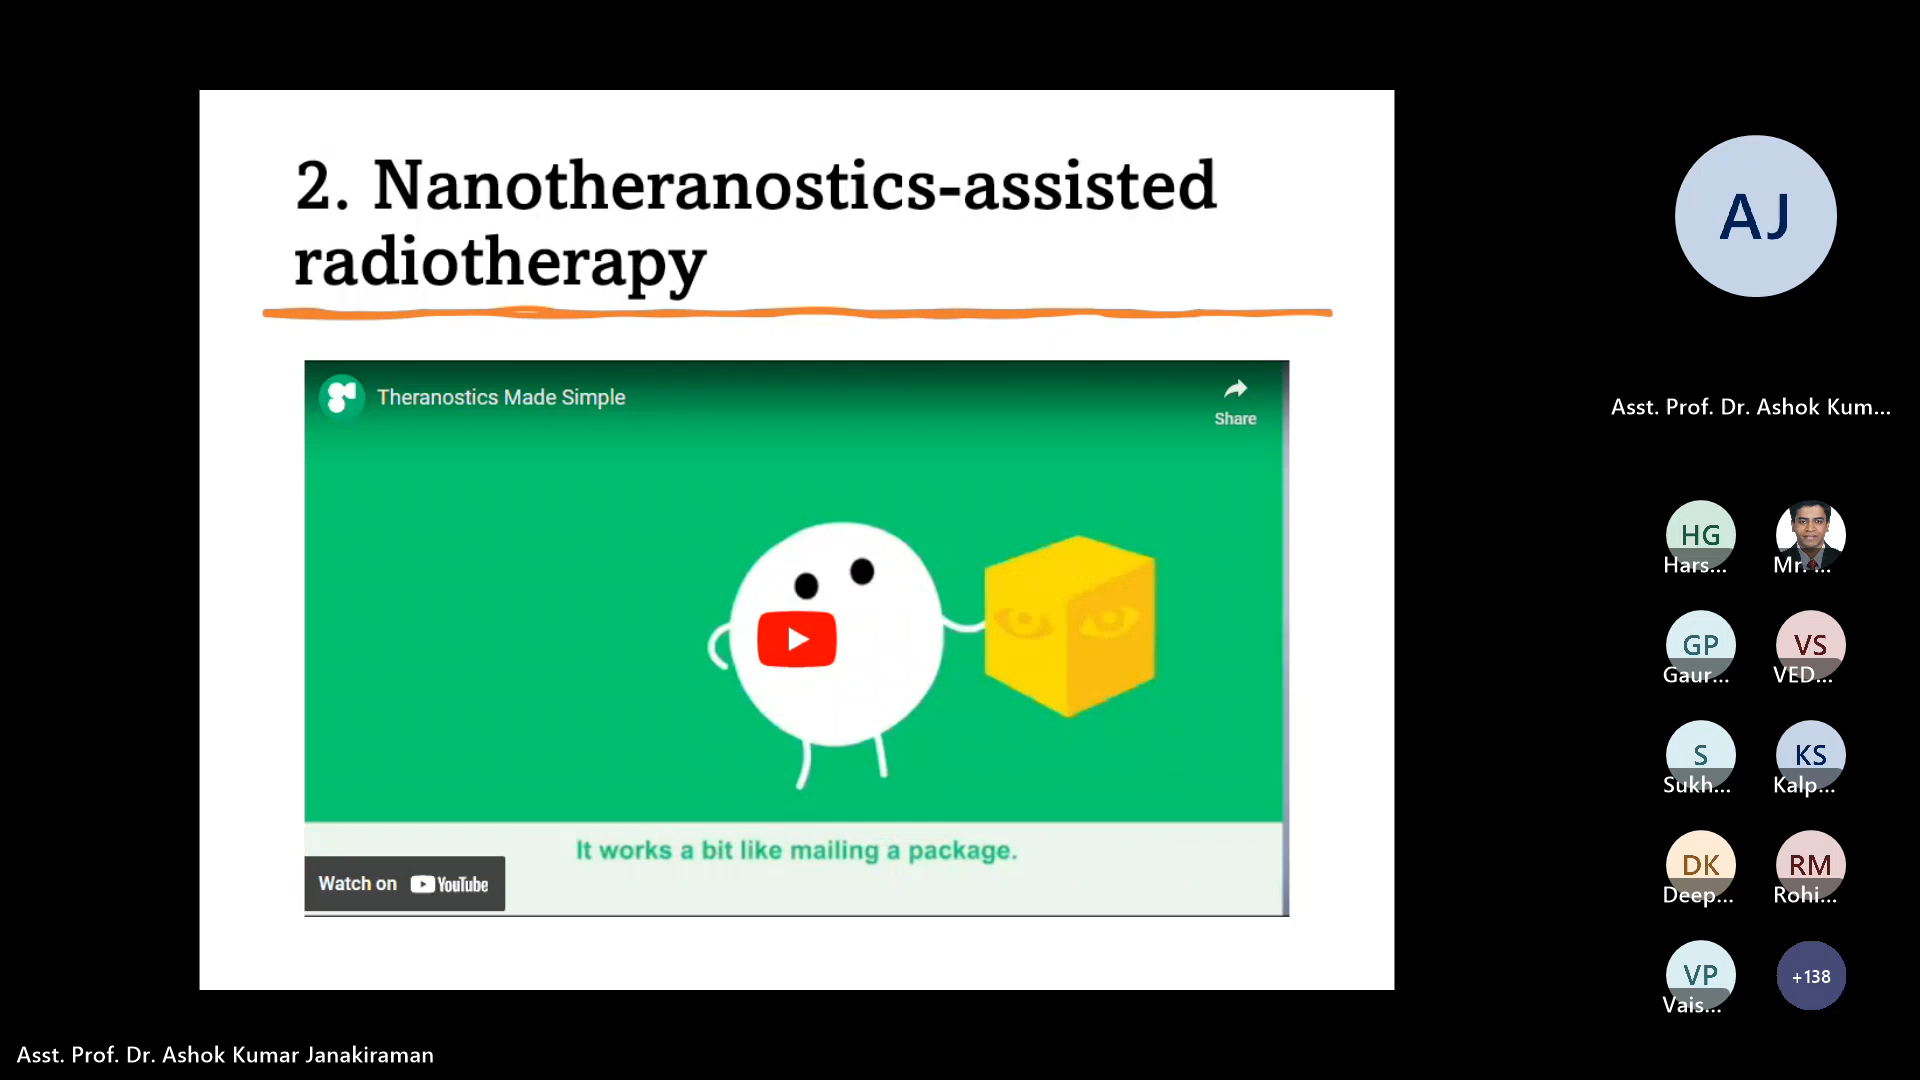 2. Nanotheranostics-assisted
radiotherapy
Theranostics Made Simple
Share
It works a bit like mailing a package.
Watch on YouTube
AJ
Asst. Prof. Dr. Ashok Kum...
HG
Hars...
Mr. ...
GP
Gaur...
VS
VED...
S
Sukh...
KS
Kalp...
DK
Deep...
RM
Rohi...
VP
Vais...
+138
Asst. Prof. Dr. Ashok Kumar Janakiraman